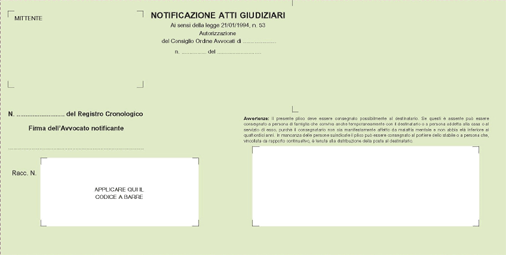 MITTENTE
NOTIFICAZIONE ATTI GIUDIZIARI
Ai sensi della legge 21/01/1994, n. 53
Autorizzazione
del Consiglio Ordine Avvocati di ......................
n. ................ del ............................
N. .......................... del Registro Cronologico
Firma dell'Avvocato notificante
Avvertenza: Il presente plico deve essere consegnato possibilmente al destinatario. Se questi è assente può essere
consegnato a persona di famiglia che conviva anche temporaneamente con il destinatario o a persona addetta alla casa o al
servizio di esso, purché il consegnatario non sia manifestamente affetto da malattia mentale e non abbia età inferiore ai
quattordici anni. In mancanza delle persone suindicate il plico può essere consegnato al portiere dello stabile o a persona che,
vincolata da rapporto continuativo, è tenuta alla distribuzione della posta al destinatario.
Racc. N.
APPLICARE QUI IL
CODICE A BARRE